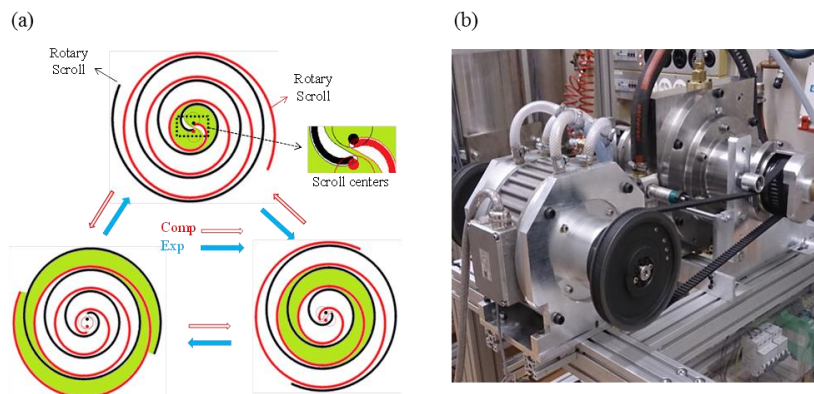 (a)
(b)
Rotary
Scroll
Rotary
Scroll
Scroll centers
Comp
Exp